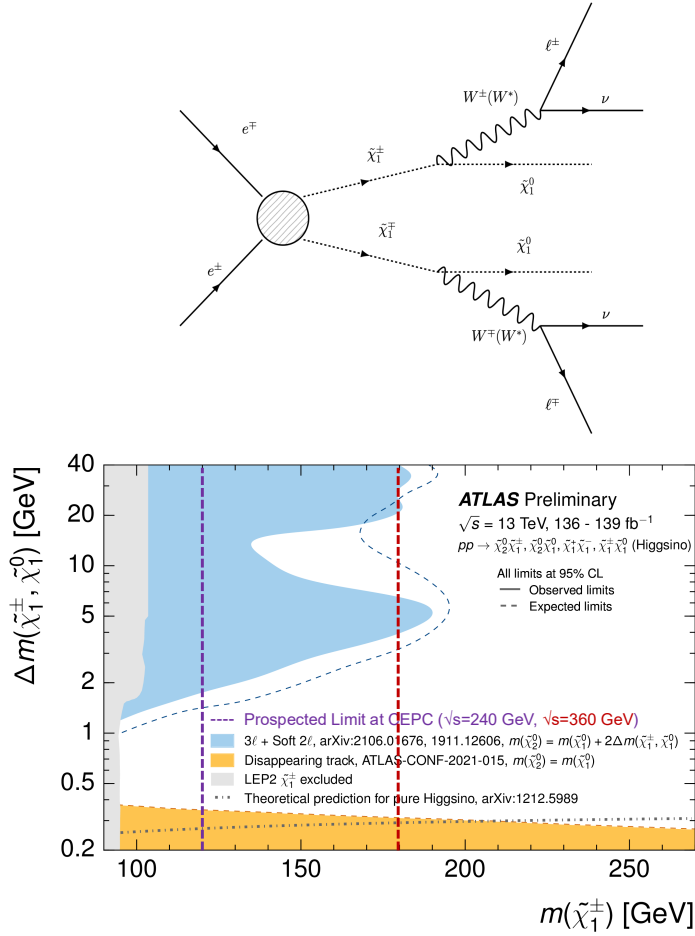 ℓ±
W±(W*)
ν
e∓
χ̃₁±
χ̃₁⁰
χ̃₁∓
χ̃₁⁰
e±
ν
W∓(W*)
ℓ∓
Δm(χ̃₁±, χ̃₁⁰) [GeV]
40
20
10
5
2
1
0.5
0.2
ATLAS Preliminary
√s = 13 TeV, 136 - 139 fb⁻¹
pp → χ̃₂⁰χ̃₁±, χ̃₂⁰χ̃₁⁰, χ̃₁⁺χ̃₁⁻, χ̃₁±χ̃₁⁰ (Higgsino)
All limits at 95% CL
Observed limits
Expected limits
Prospected Limit at CEPC (√s=240 GeV, √s=360 GeV)
3ℓ + Soft 2ℓ, arXiv:2106.01676, 1911.12606, m(χ̃₂⁰) = m(χ̃₁⁰) + 2Δm(χ̃₁±, χ̃₁⁰)
Disappearing track, ATLAS-CONF-2021-015, m(χ̃₂⁰) = m(χ̃₁⁰)
LEP2 χ̃₁± excluded
Theoretical prediction for pure Higgsino, arXiv:1212.5989
100 150 200 250
m(χ̃₁±) [GeV]